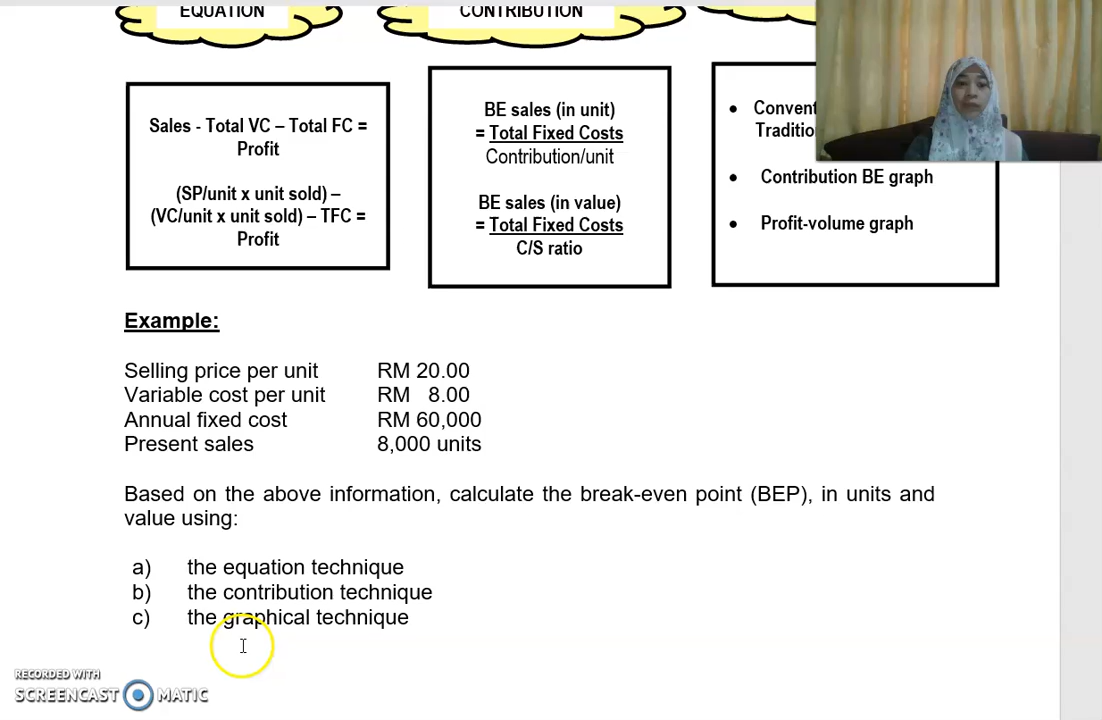 EQUATION
CONTRIBUTION
Sales - Total VC – Total FC =
Profit
(SP/unit x unit sold) –
(VC/unit x unit sold) – TFC =
Profit
BE sales (in unit)
= Total Fixed Costs
Contribution/unit
BE sales (in value)
= Total Fixed Costs
C/S ratio
• Convent
Traditio
• Contribution BE graph
• Profit-volume graph
Example:
Selling price per unit RM 20.00
Variable cost per unit RM 8.00
Annual fixed cost RM 60,000
Present sales 8,000 units
Based on the above information, calculate the break-even point (BEP), in units and
value using:
a) the equation technique
b) the contribution technique
c) the graphical technique
RECORDED WITH
SCREENCAST MATIC